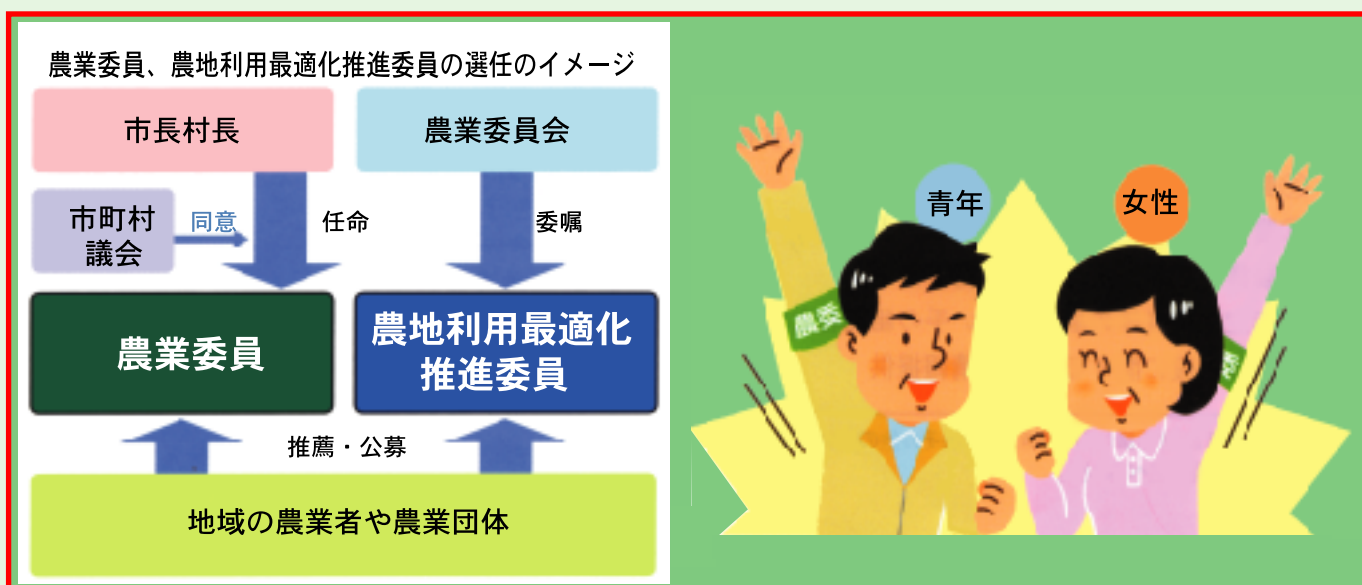 農業委員、農地利用最適化推進委員の選任のイメージ
市長村長
農業委員会
市町村
議会
同意
任命
委嘱
農業委員
農地利用最適化
推進委員
推薦・公募
地域の農業者や農業団体
青年
女性
農委